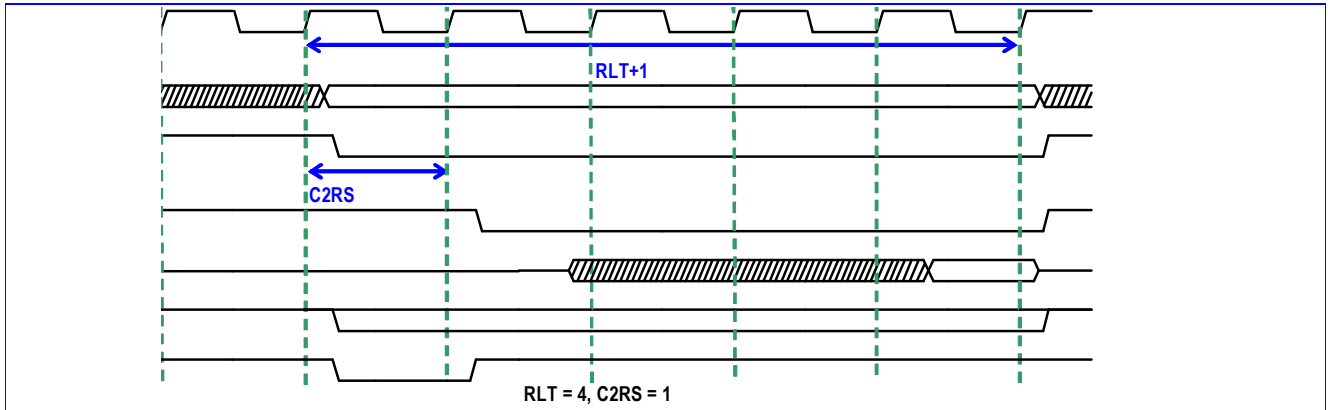 RLT+1
C2RS
RLT = 4, C2RS = 1